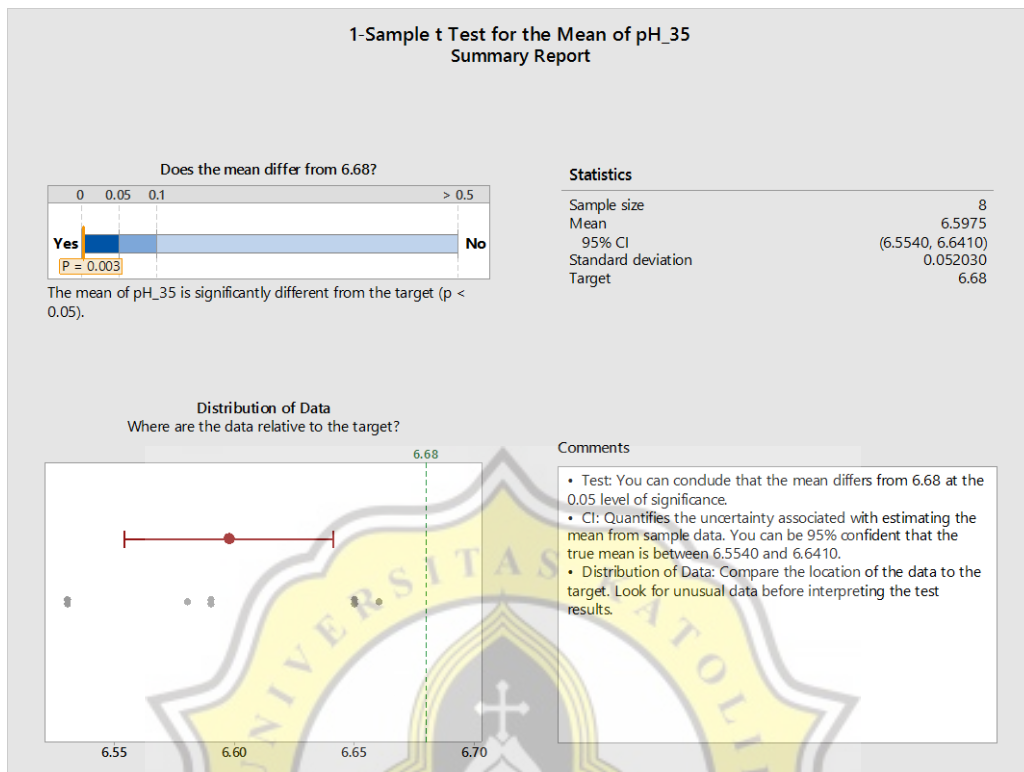 1-Sample t Test for the Mean of pH_35
Summary Report
Does the mean differ from 6.68?
0 0.05 0.1 > 0.5
Yes No
P = 0.003
The mean of pH_35 is significantly different from the target (p <
0.05).
Statistics
Sample size 8
Mean 6.5975
95% CI (6.5540, 6.6410)
Standard deviation 0.052030
Target 6.68
Distribution of Data
Where are the data relative to the target?
6.68
6.55 6.60 6.65 6.70
Comments
• Test: You can conclude that the mean differs from 6.68 at the
0.05 level of significance.
• CI: Quantifies the uncertainty associated with estimating the
mean from sample data. You can be 95% confident that the
true mean is between 6.5540 and 6.6410.
• Distribution of Data: Compare the location of the data to the
target. Look for unusual data before interpreting the test
results.
UNIVERSITAS KATOLI